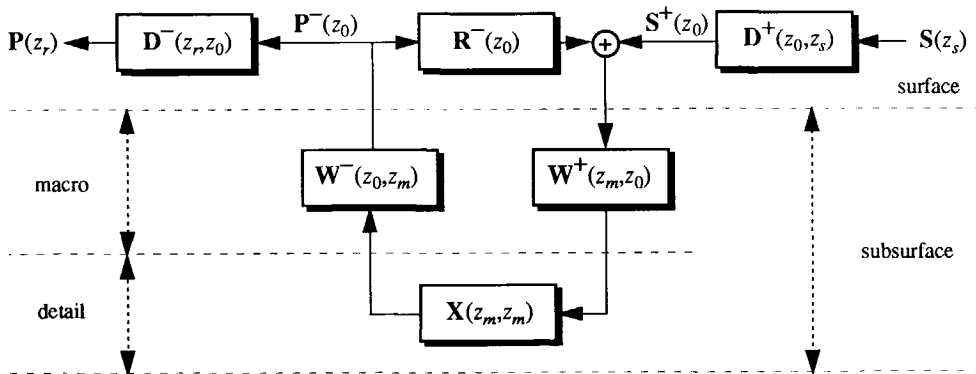 P(z_r) D⁻(z_r,z_0) P⁻(z_0) R⁻(z_0) + S⁺(z_0) D⁺(z_0,z_s) S(z_s)
surface
macro W⁻(z_0,z_m) W⁺(z_m,z_0)
subsurface
detail X(z_m,z_m)